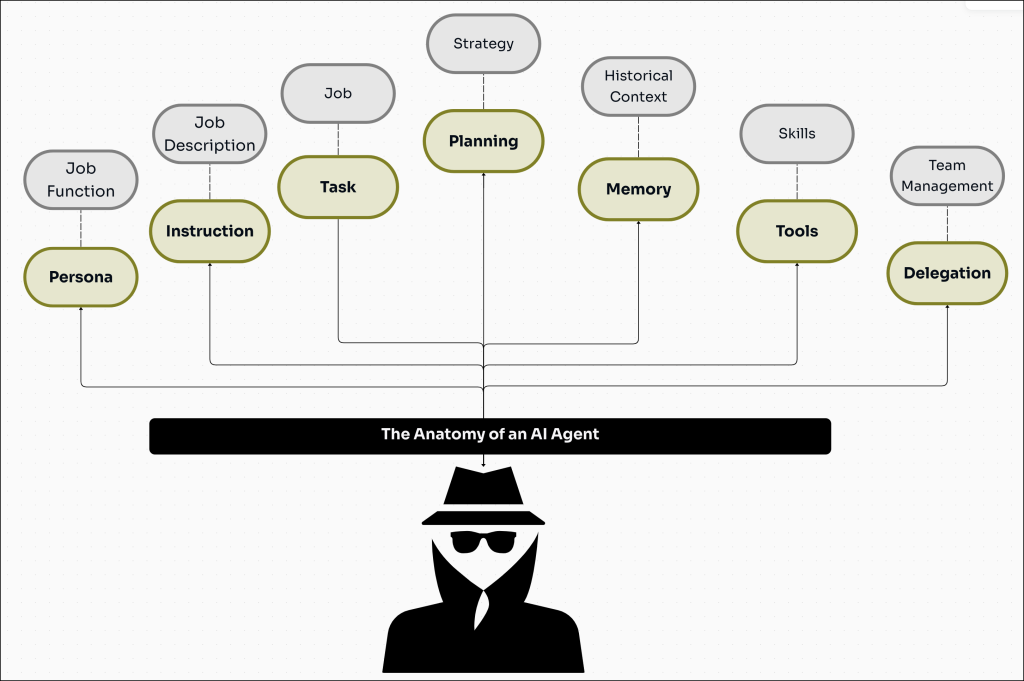 Strategy
Planning
Historical
Context
Memory
Job
Task
Job
Description
Instruction
Skills
Tools
Job
Function
Persona
Team
Management
Delegation
The Anatomy of an AI Agent